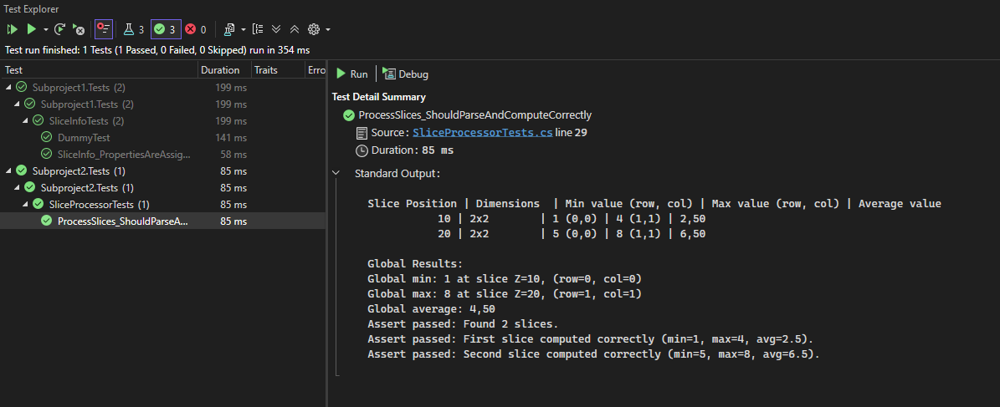 Test Explorer
3 3 0
Test run finished: 1 Tests (1 Passed, 0 Failed, 0 Skipped) run in 354 ms
Test Duration Traits Erro
Subproject1.Tests (2) 199 ms
Subproject1.Tests (2) 199 ms
SliceInfoTests (2) 199 ms
DummyTest 141 ms
SliceInfo_PropertiesAreAssig... 58 ms
Subproject2.Tests (1) 85 ms
Subproject2.Tests (1) 85 ms
SliceProcessorTests (1) 85 ms
ProcessSlices_ShouldParseA... 85 ms
Run Debug
Test Detail Summary
ProcessSlices_ShouldParseAndComputeCorrectly
Source: SliceProcessorTests.cs line 29
Duration: 85 ms
Standard Output:
Slice Position | Dimensions  | Min value (row, col) | Max value (row, col) | Average value
10 | 2x2        | 1 (0,0) | 4 (1,1) | 2,50
20 | 2x2        | 5 (0,0) | 8 (1,1) | 6,50
Global Results:
Global min: 1 at slice Z=10, (row=0, col=0)
Global max: 8 at slice Z=20, (row=1, col=1)
Global average: 4,50
Assert passed: Found 2 slices.
Assert passed: First slice computed correctly (min=1, max=4, avg=2.5).
Assert passed: Second slice computed correctly (min=5, max=8, avg=6.5).